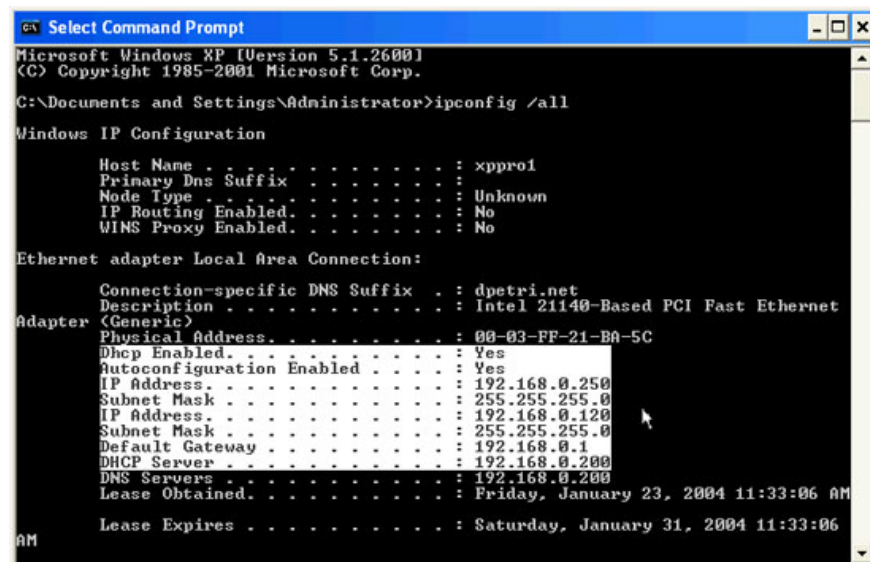 Select Command Prompt
Microsoft Windows XP [Version 5.1.2600]
(C) Copyright 1985-2001 Microsoft Corp.
C:\Documents and Settings\Administrator>ipconfig /all
Windows IP Configuration
Host Name . . . . . . . . . . . . : xppro1
Primary Dns Suffix . . . . . . . :
Node Type . . . . . . . . . . . . : Unknown
IP Routing Enabled. . . . . . . . : No
WINS Proxy Enabled. . . . . . . . : No
Ethernet adapter Local Area Connection:
Connection-specific DNS Suffix . : dpetri.net
Description . . . . . . . . . . . : Intel 21140-Based PCI Fast Ethernet
Adapter (Generic)
Physical Address. . . . . . . . . : 00-03-FF-21-BA-5C
Dhcp Enabled. . . . . . . . . . . : Yes
Autoconfiguration Enabled . . . . : Yes
IP Address. . . . . . . . . . . . : 192.168.0.250
Subnet Mask . . . . . . . . . . . : 255.255.255.0
IP Address. . . . . . . . . . . . : 192.168.0.120
Subnet Mask . . . . . . . . . . . : 255.255.255.0
Default Gateway . . . . . . . . . : 192.168.0.1
DHCP Server . . . . . . . . . . . : 192.168.0.200
DNS Servers . . . . . . . . . . . : 192.168.0.200
Lease Obtained. . . . . . . . . . : Friday, January 23, 2004 11:33:06 AM
Lease Expires . . . . . . . . . . : Saturday, January 31, 2004 11:33:06
AM